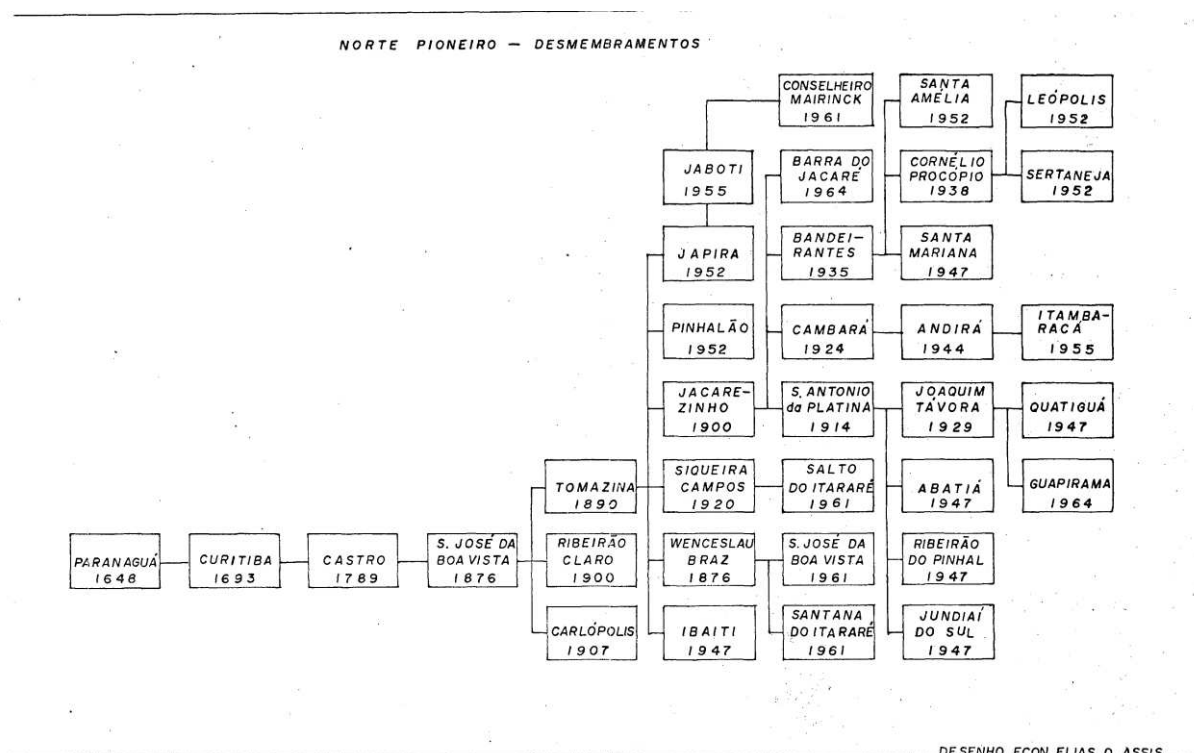 NORTE PIONEIRO — DESMEMBRAMENTOS
CONSELHEIRO
MAIRINCK
1961
SANTA
AMÉLIA
1952
LEÓPOLIS
1952
JABOTI
1955
BARRA DO
JACARÉ
1964
CORNÉLIO
PROCÓPIO
1938
SERTANEJA
1952
JAPIRA
1952
BANDEI-
RANTES
1935
SANTA
MARIANA
1947
PINHALÃO
1952
CAMBARÁ
1924
ANDIRÁ
1944
ITAMBA-
RACÁ
1955
JACARE-
ZINHO
1900
S. ANTONIO
da PLATINA
1914
JOAQUIM
TÁVORA
1929
QUATIGUÁ
1947
TOMAZINA
1890
SIQUEIRA
CAMPOS
1920
SALTO
DO ITARARÉ
1961
ABATIÁ
1947
GUAPIRAMA
1964
PARANAGUÁ
1648
CURITIBA
1693
CASTRO
1789
S. JOSÉ DA
BOA VISTA
1876
RIBEIRÃO
CLARO
1900
WENCESLAU
BRAZ
1876
S. JOSÉ DA
BOA VISTA
1961
RIBEIRÃO
DO PINHAL
1947
CARLÓPOLIS
1907
IBAITI
1947
SANTANA
DO ITARARÉ
1961
JUNDIAÍ
DO SUL
1947
DESENHO ECON ELIAS O. ASSIS